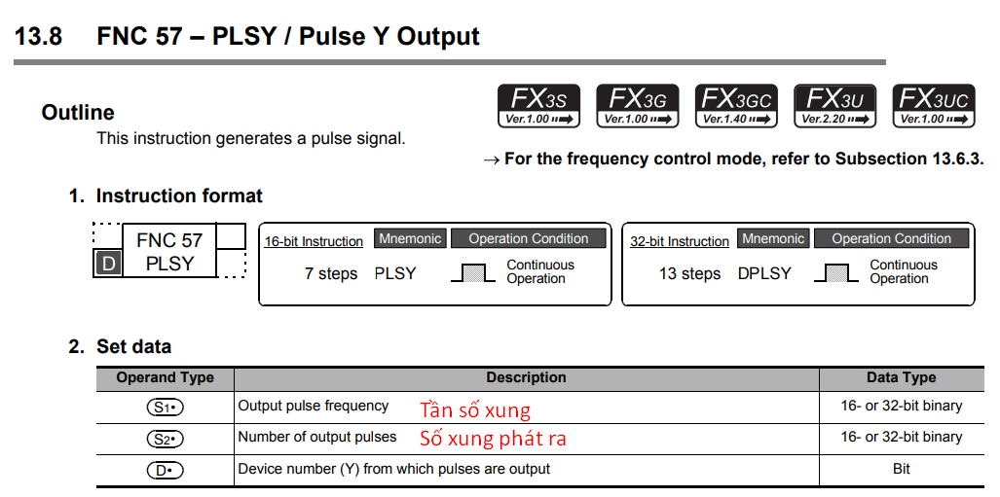 13.8 FNC 57 – PLSY / Pulse Y Output
FX3S FX3G FX3GC FX3U FX3UC
Ver.1.00 Ver.1.00 Ver.1.40 Ver.2.20 Ver.1.00
Outline
This instruction generates a pulse signal.
→ For the frequency control mode, refer to Subsection 13.6.3.
1. Instruction format
FNC 57
D PLSY
16-bit Instruction Mnemonic Operation Condition
7 steps PLSY Continuous
Operation
32-bit Instruction Mnemonic Operation Condition
13 steps DPLSY Continuous
Operation
2. Set data
Operand Type Description Data Type
S1• Output pulse frequency Tần số xung 16- or 32-bit binary
S2• Number of output pulses Số xung phát ra 16- or 32-bit binary
D• Device number (Y) from which pulses are output Bit